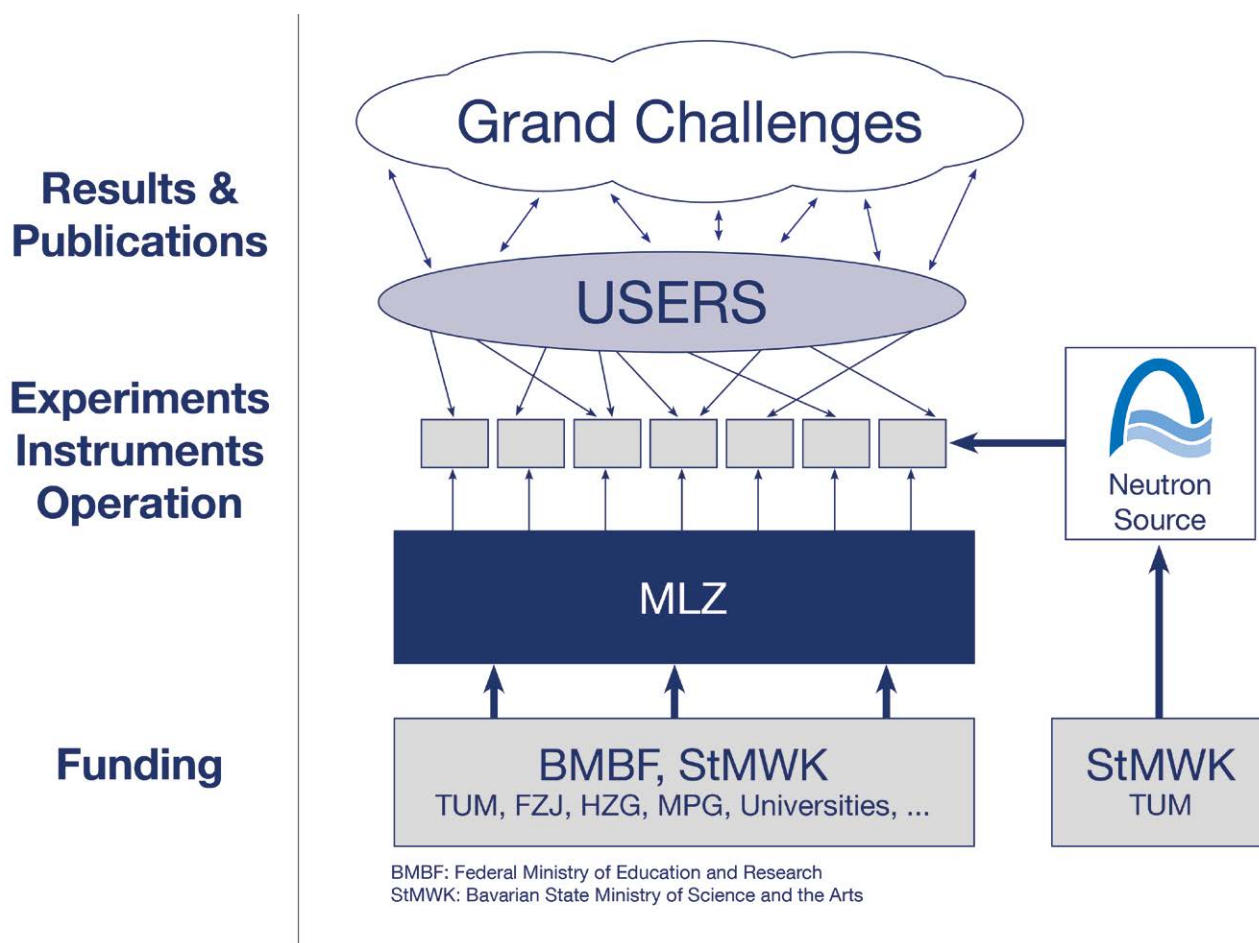 Grand Challenges
Results &
Publications
USERS
Experiments
Instruments
Operation
Neutron
Source
MLZ
Funding
BMBF, StMWK
TUM, FZJ, HZG, MPG, Universities, ...
StMWK
TUM
BMBF: Federal Ministry of Education and Research
StMWK: Bavarian State Ministry of Science and the Arts